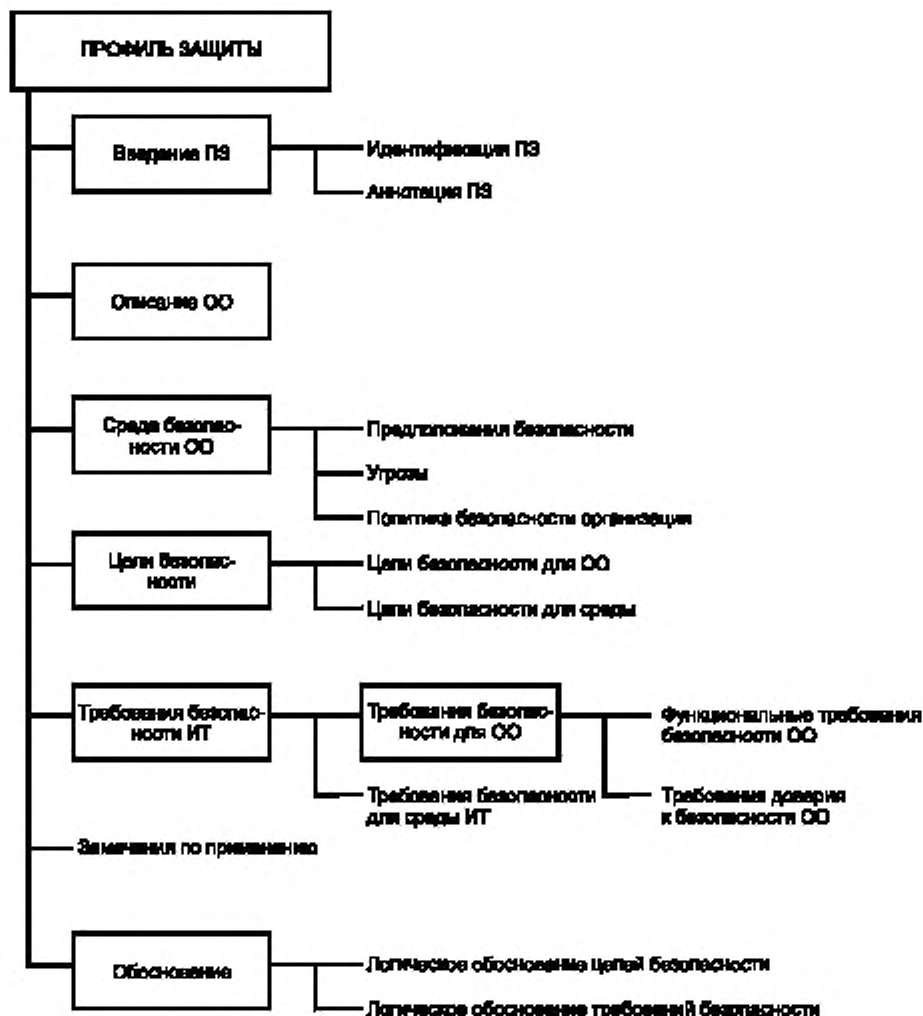 ПРОФИЛЬ ЗАЩИТЫ
Введение ПЗ
Идентификация ПЗ
Аннотация ПЗ
Описание ОО
Среда безопас-
ности ОО
Предположения безопасности
Угрозы
Политика безопасности организации
Цели безопас-
ности
Цели безопасности для ОО
Цели безопасности для среды
Требования безопас-
ности ИТ
Требования безопас-
ности для ОО
Функциональные требования
безопасности ОО
Требования безопасности
для среды ИТ
Требования доверия
к безопасности ОО
Замечания по применению
Обоснование
Логическое обоснование целей безопасности
Логическое обоснование требований безопасности